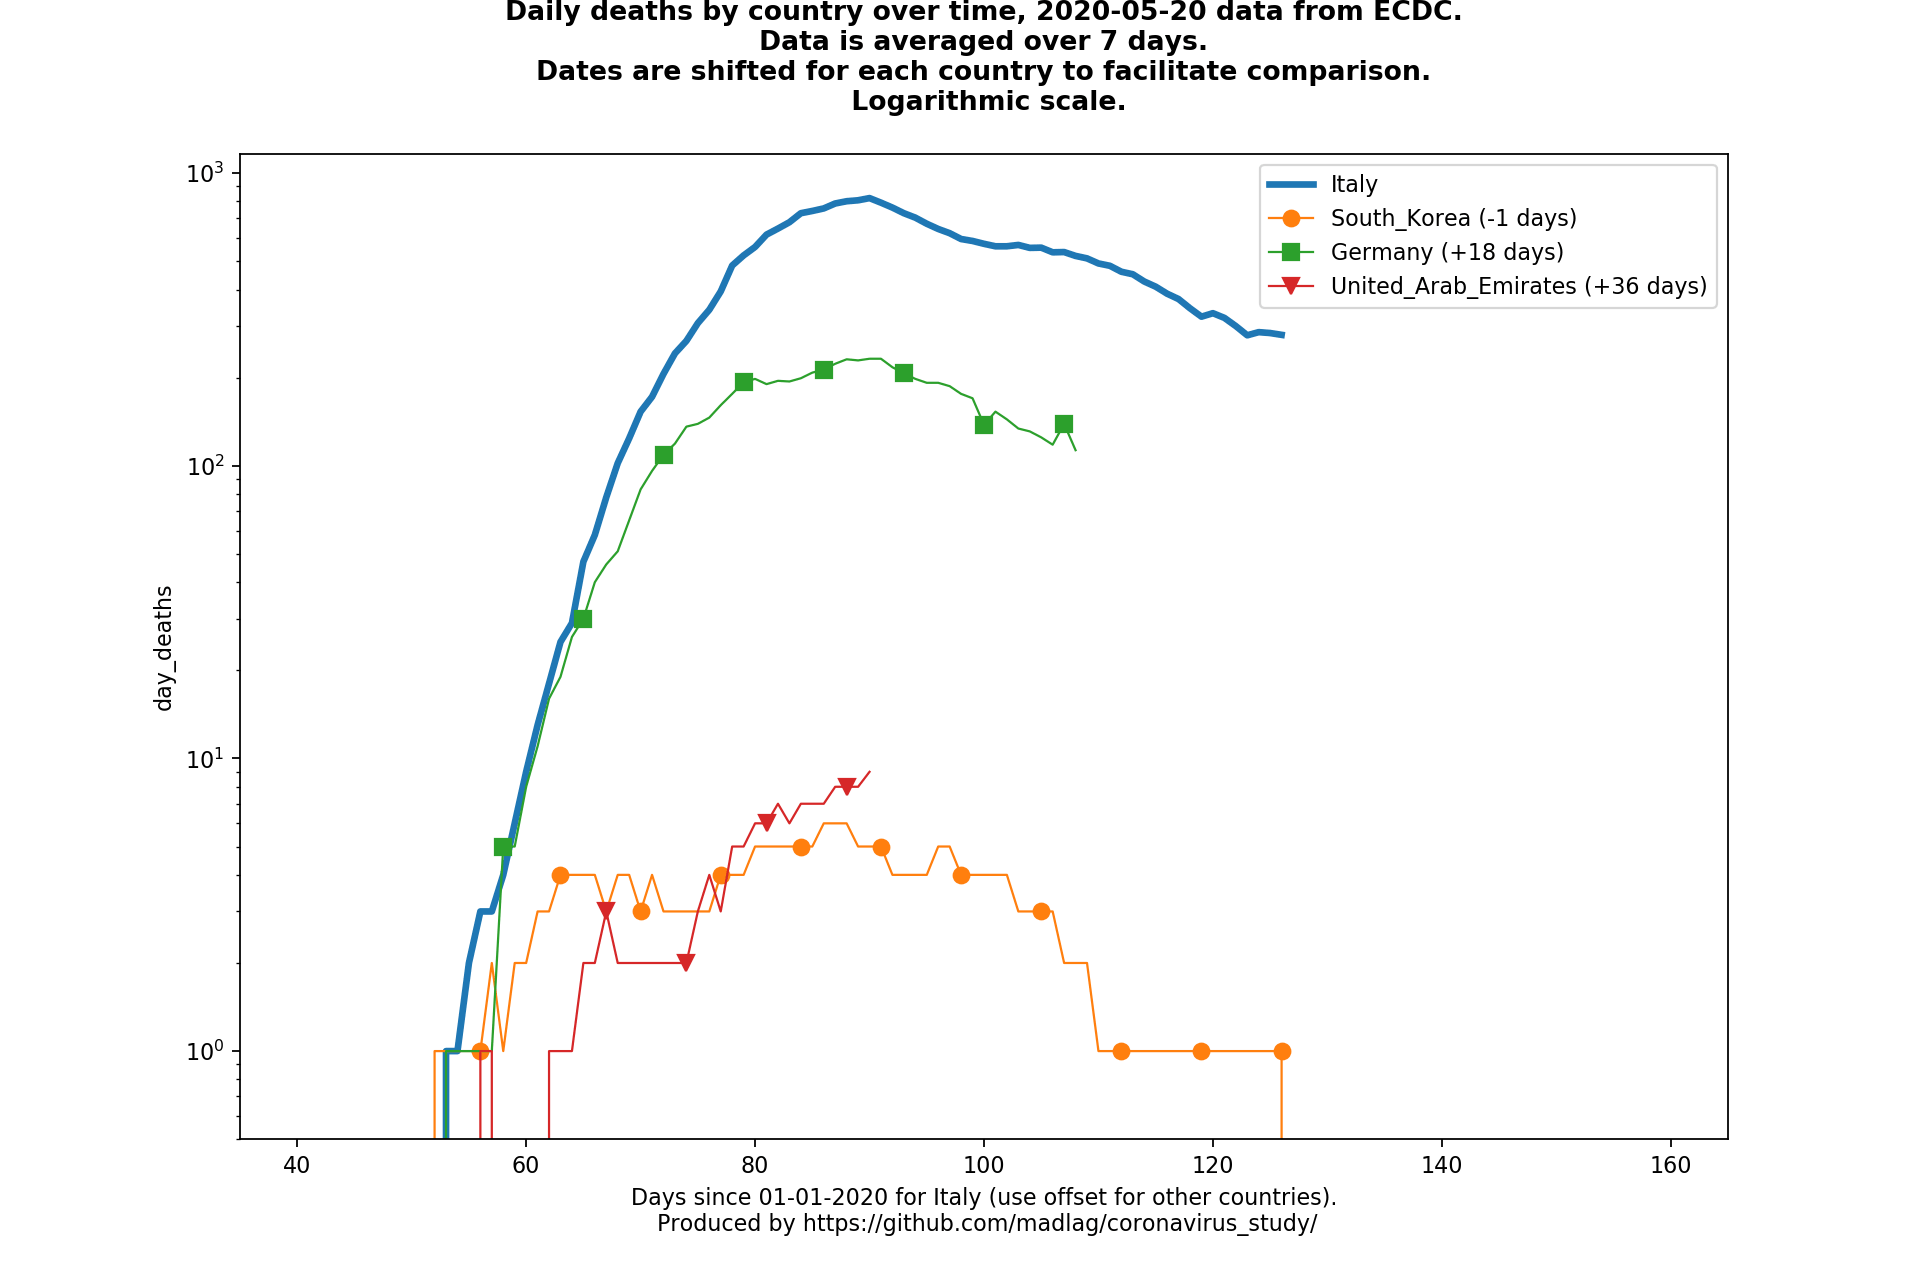 Daily deaths by country over time, 2020-05-20 data from ECDC.
Data is averaged over 7 days.
Dates are shifted for each country to facilitate comparison.
Logarithmic scale.
10³
10²
10¹
10⁰
day_deaths
Italy
South_Korea (-1 days)
Germany (+18 days)
United_Arab_Emirates (+36 days)
40 60 80 100 120 140 160
Days since 01-01-2020 for Italy (use offset for other countries).
Produced by https://github.com/madlag/coronavirus_study/